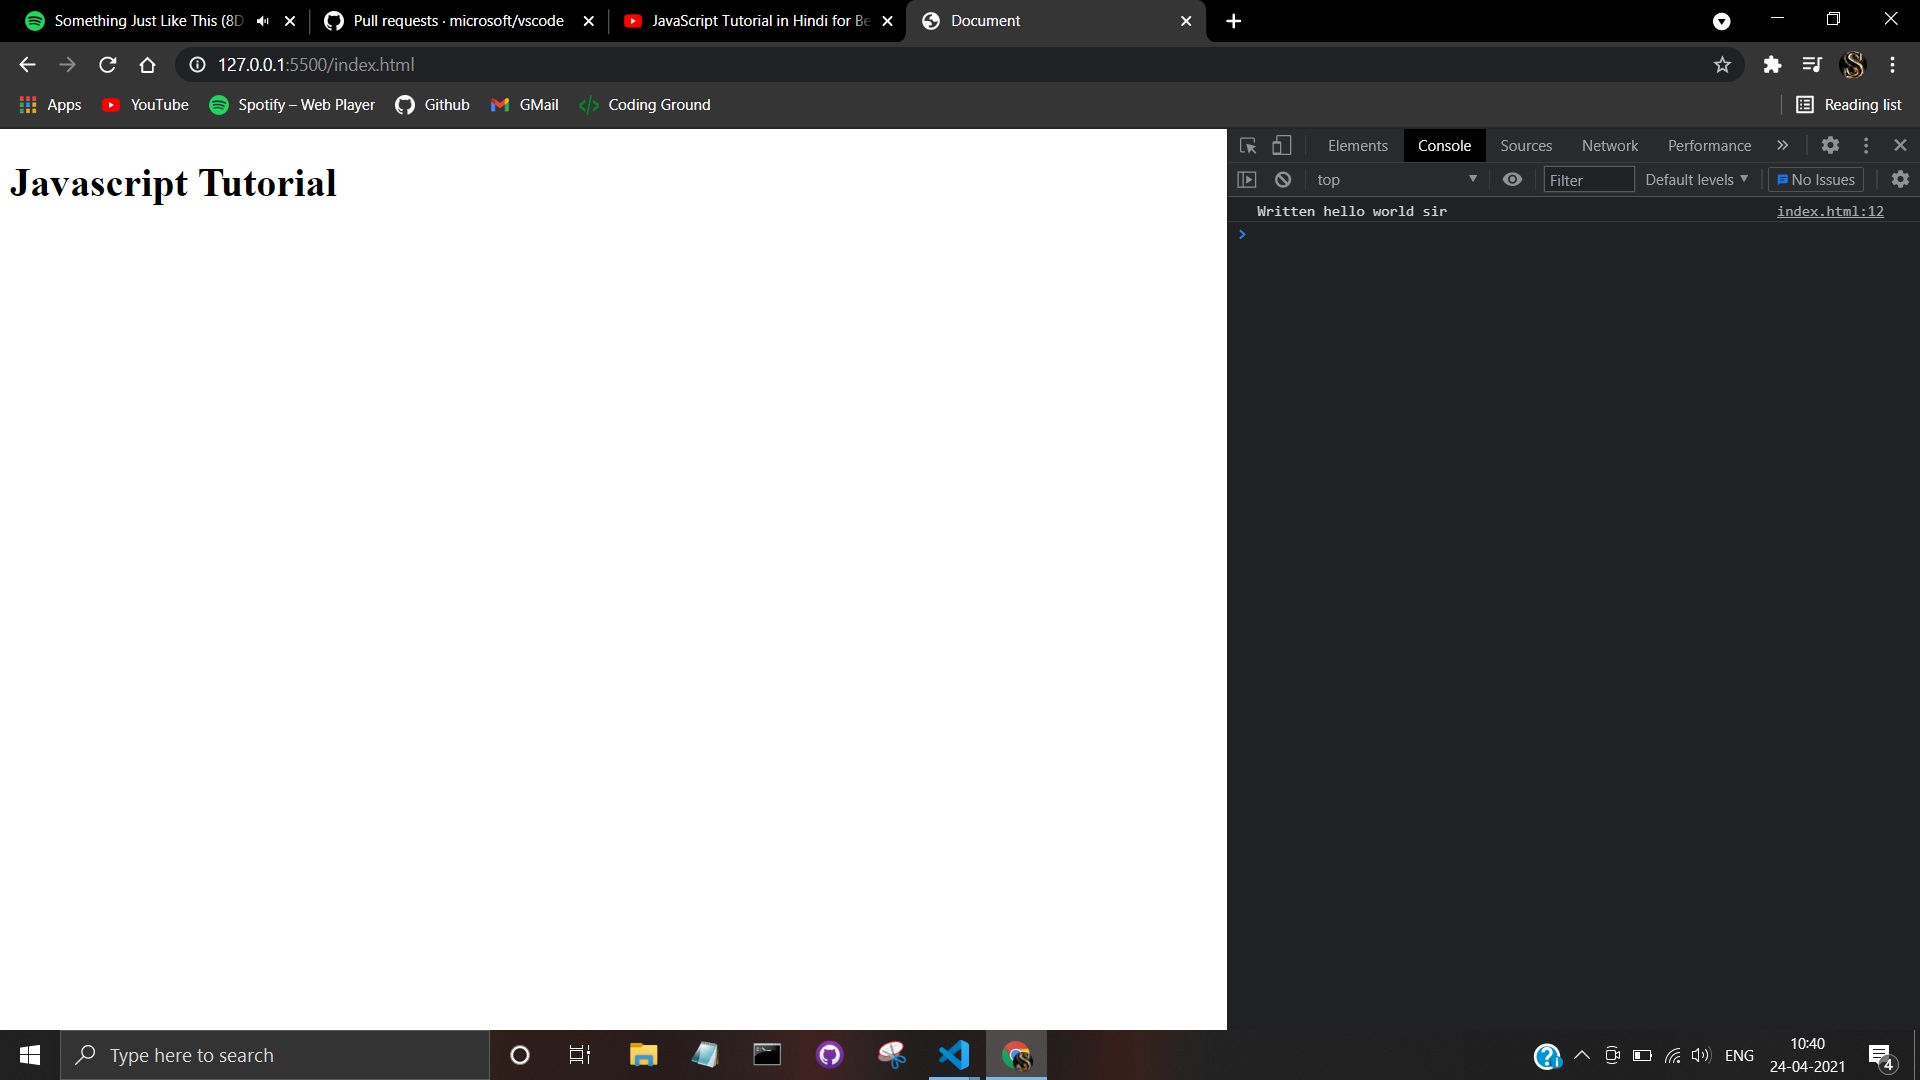 Something Just Like This (8D
Pull requests · microsoft/vscode
JavaScript Tutorial in Hindi for Be
Document
127.0.0.1:5500/index.html
Apps
YouTube
Spotify – Web Player
Github
GMail
Coding Ground
Reading list
Javascript Tutorial
Elements
Console
Sources
Network
Performance
top
Filter
Default levels
No Issues
Written hello world sir
index.html:12
Type here to search
ENG
10:40
24-04-2021
4